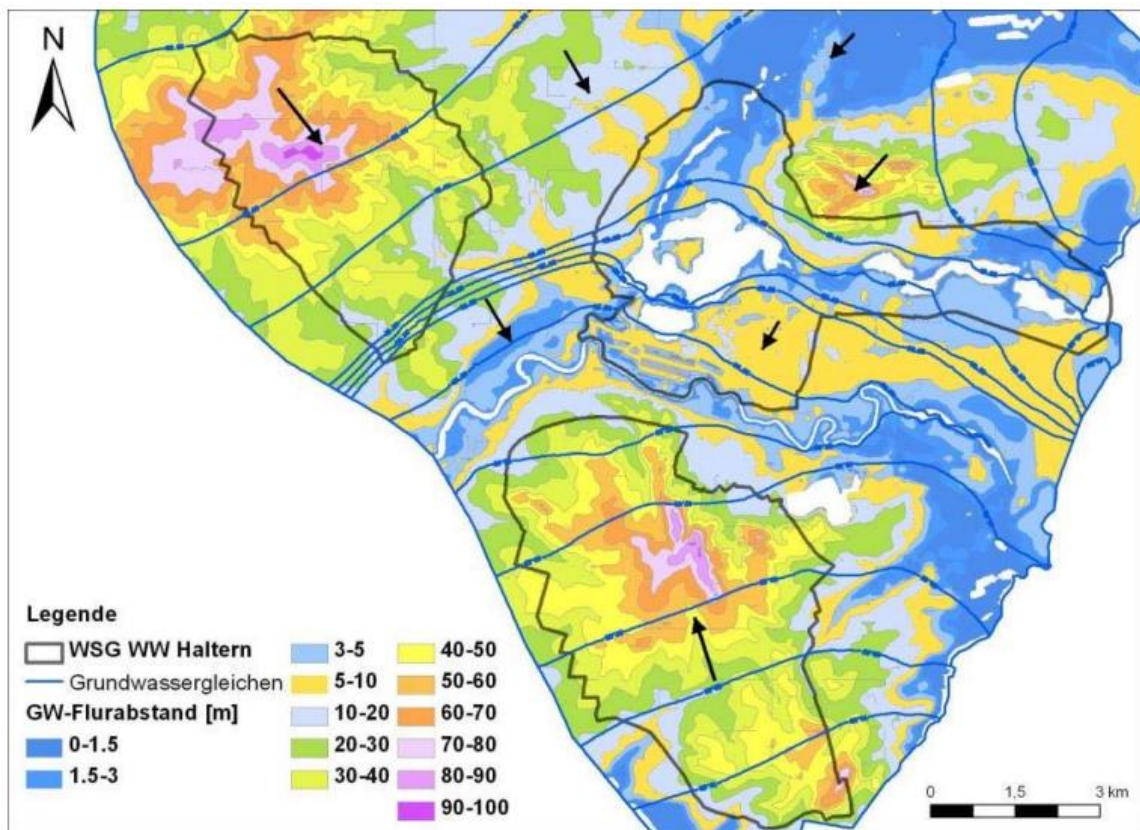 N
Legende
WSG WW Haltern
Grundwassergleichen
GW-Flurabstand [m]
0-1.5
1.5-3
3-5
5-10
10-20
20-30
30-40
40-50
50-60
60-70
70-80
80-90
90-100
0 1,5 3 km